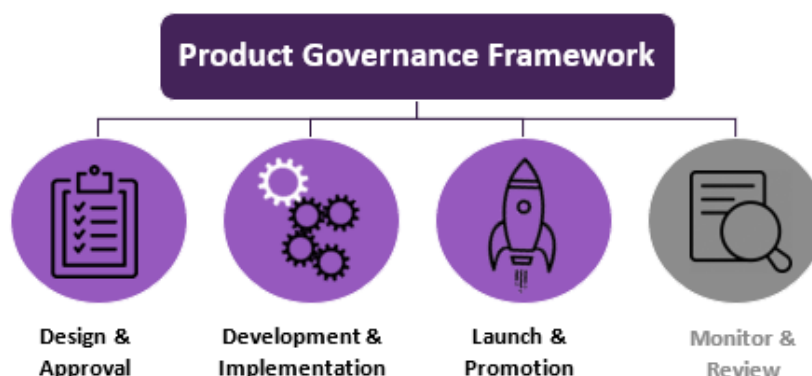 Product Governance Framework
Design &
Approval
Development &
Implementation
Launch &
Promotion
Monitor &
Review